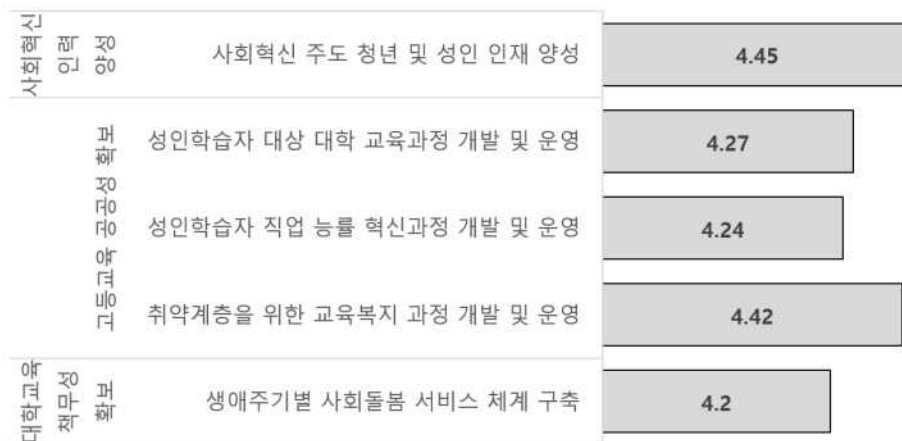 사회혁신
인력
양성
사회혁신 주도 청년 및 성인 인재 양성
4.45
고등교육 공공성 확보
성인학습자 대상 대학 교육과정 개발 및 운영
4.27
성인학습자 직업 능률 혁신과정 개발 및 운영
4.24
취약계층을 위한 교육복지 과정 개발 및 운영
4.42
대학교육
책무성
확보
생애주기별 사회돌봄 서비스 체계 구축
4.2